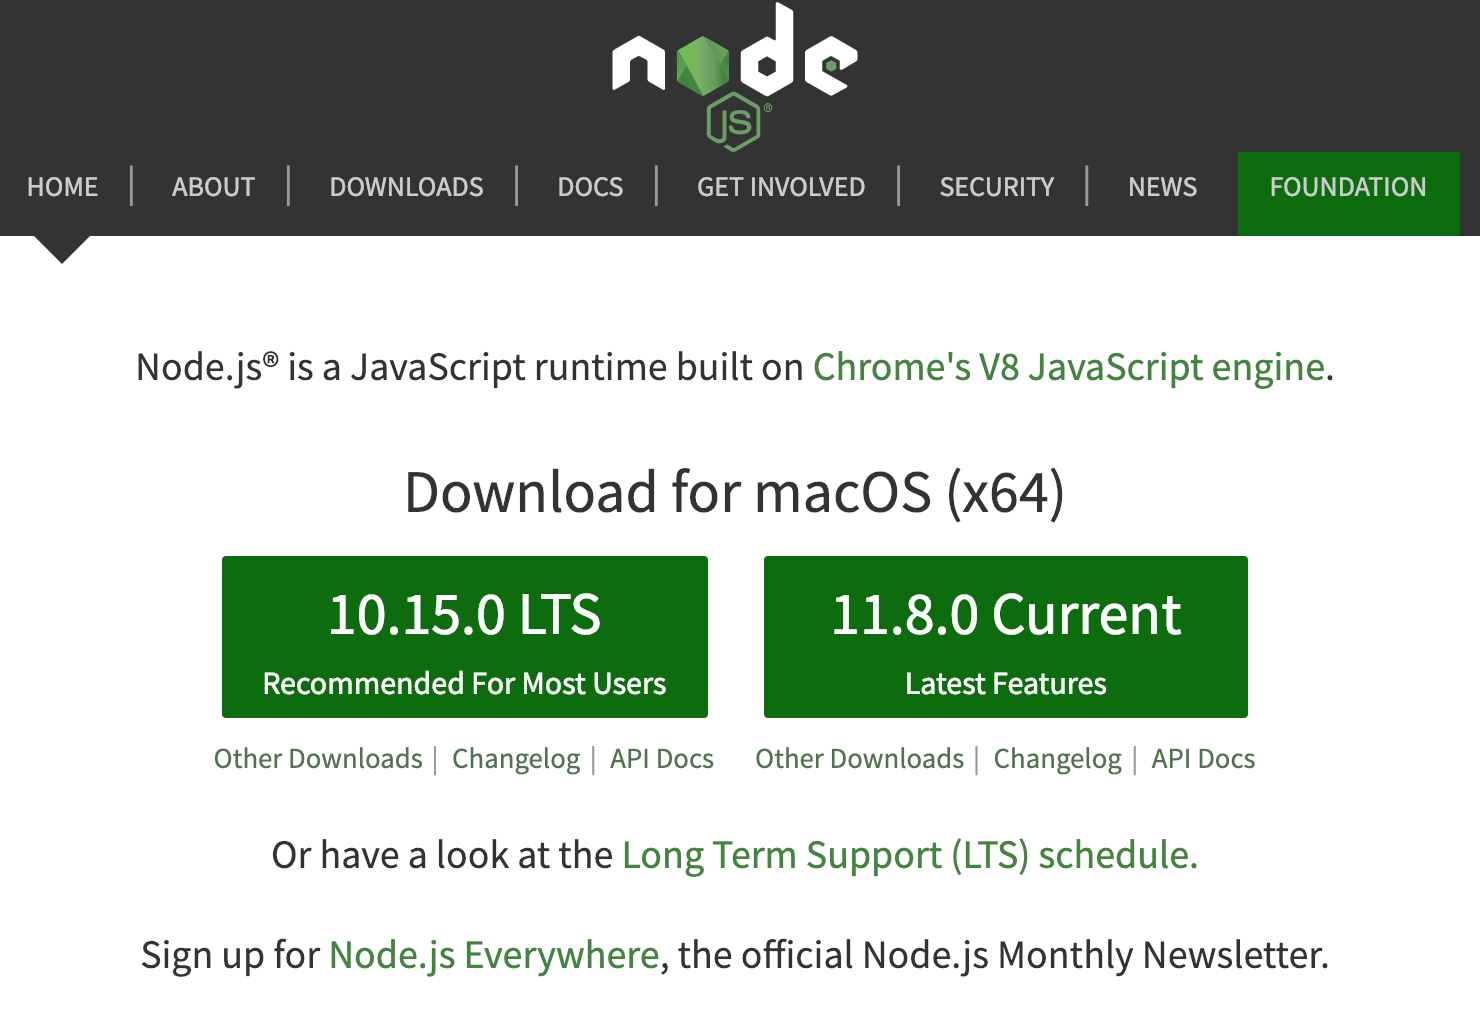 node
JS®
HOME | ABOUT | DOWNLOADS | DOCS | GET INVOLVED | SECURITY | NEWS FOUNDATION
Node.js® is a JavaScript runtime built on Chrome's V8 JavaScript engine.
Download for macOS (x64)
10.15.0 LTS
Recommended For Most Users
11.8.0 Current
Latest Features
Other Downloads | Changelog | API Docs
Other Downloads | Changelog | API Docs
Or have a look at the Long Term Support (LTS) schedule.
Sign up for Node.js Everywhere, the official Node.js Monthly Newsletter.